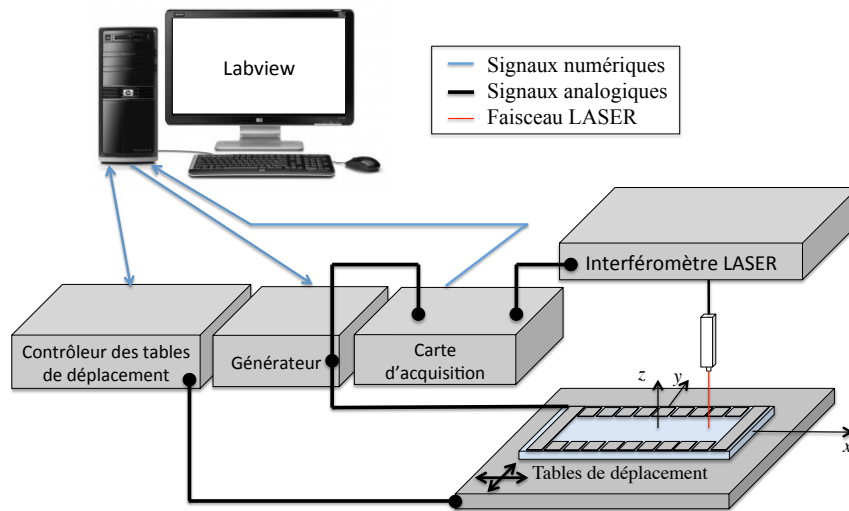 Labview
Signaux numériques
Signaux analogiques
Faisceau LASER
Interféromètre LASER
Contrôleur des tables
de déplacement
Générateur
Carte
d'acquisition
z
y
x
Tables de déplacement